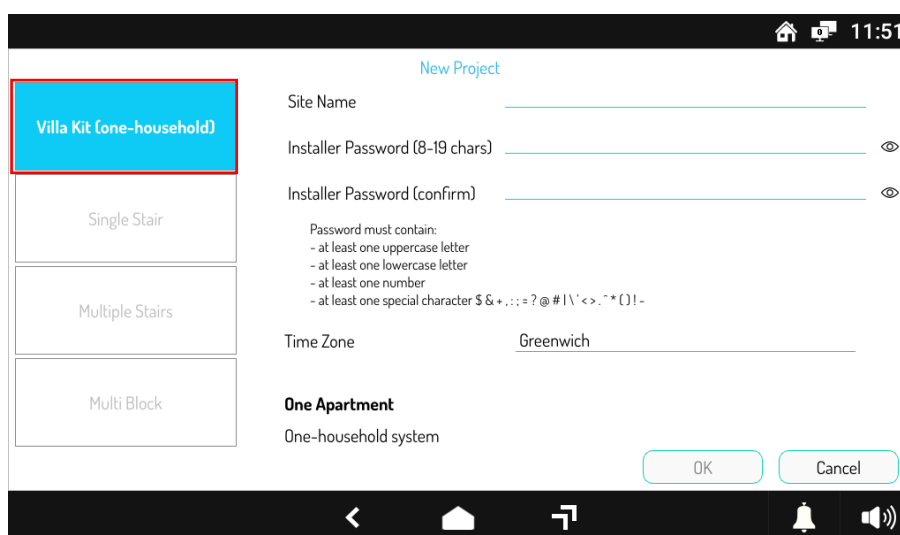 11:51
New Project
Villa Kit (one-household)
Single Stair
Multiple Stairs
Multi Block
Site Name
Installer Password (8-19 chars)
Installer Password (confirm)
Password must contain:
- at least one uppercase letter
- at least one lowercase letter
- at least one number
- at least one special character $ & + , : ; = ? @ # | \ ' < > . ^ * ( ) ! -
Time Zone
Greenwich
One Apartment
One-household system
OK
Cancel